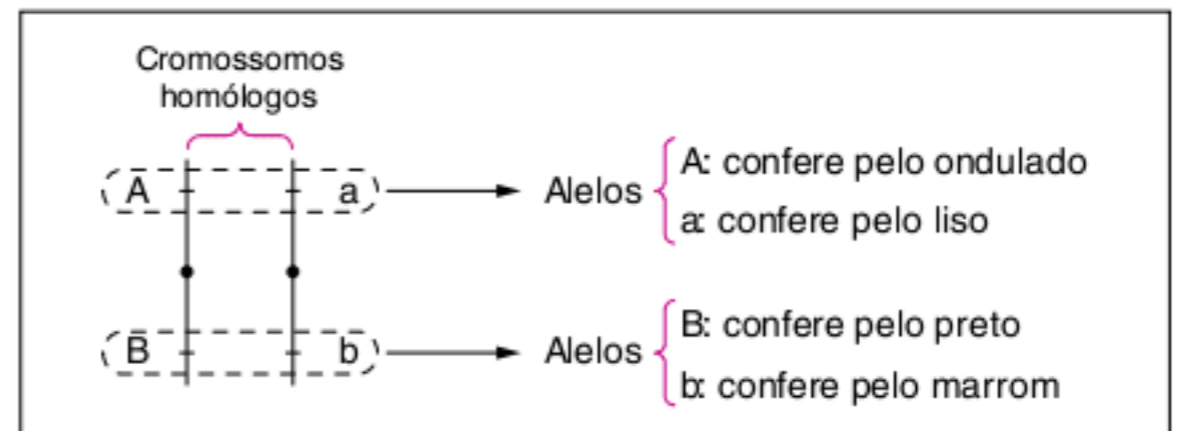 Cromossomos
homólogos
A a Alelos
A: confere pelo ondulado
a: confere pelo liso
B b Alelos
B: confere pelo preto
b: confere pelo marrom